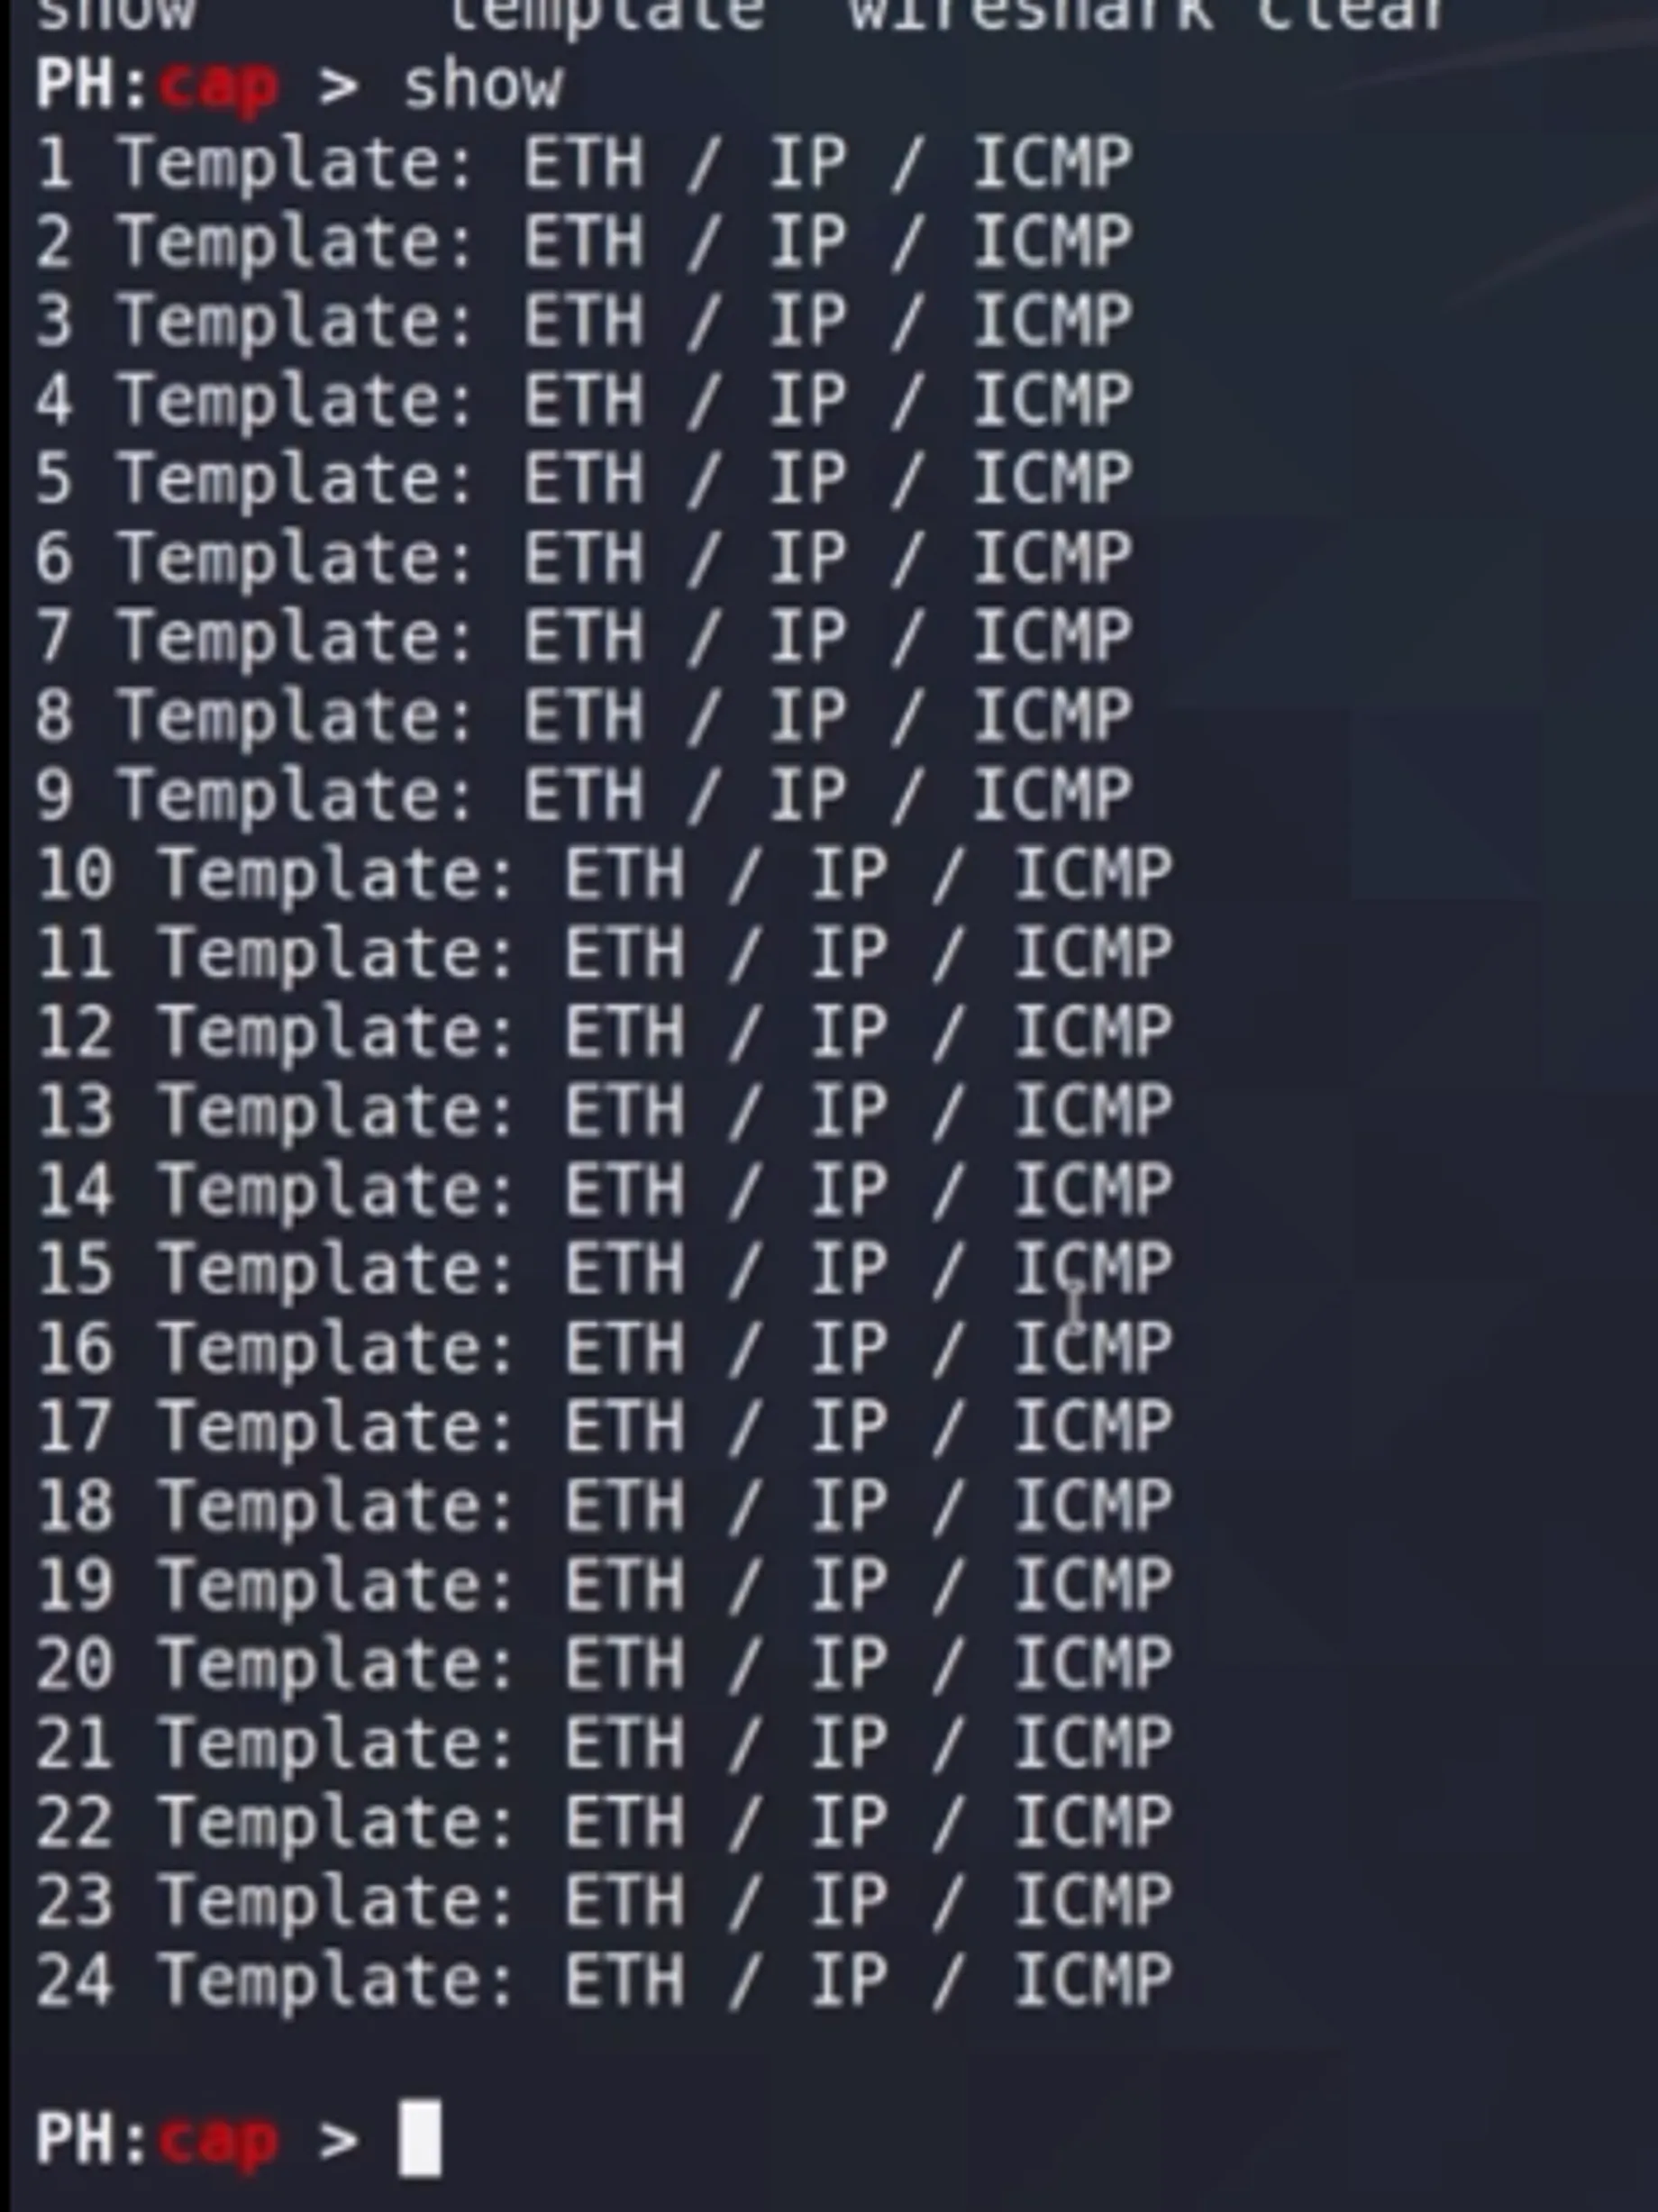 show template wireshark clear
PH:cap > show
1 Template: ETH / IP / ICMP
2 Template: ETH / IP / ICMP
3 Template: ETH / IP / ICMP
4 Template: ETH / IP / ICMP
5 Template: ETH / IP / ICMP
6 Template: ETH / IP / ICMP
7 Template: ETH / IP / ICMP
8 Template: ETH / IP / ICMP
9 Template: ETH / IP / ICMP
10 Template: ETH / IP / ICMP
11 Template: ETH / IP / ICMP
12 Template: ETH / IP / ICMP
13 Template: ETH / IP / ICMP
14 Template: ETH / IP / ICMP
15 Template: ETH / IP / ICMP
16 Template: ETH / IP / ICMP
17 Template: ETH / IP / ICMP
18 Template: ETH / IP / ICMP
19 Template: ETH / IP / ICMP
20 Template: ETH / IP / ICMP
21 Template: ETH / IP / ICMP
22 Template: ETH / IP / ICMP
23 Template: ETH / IP / ICMP
24 Template: ETH / IP / ICMP
PH:cap >